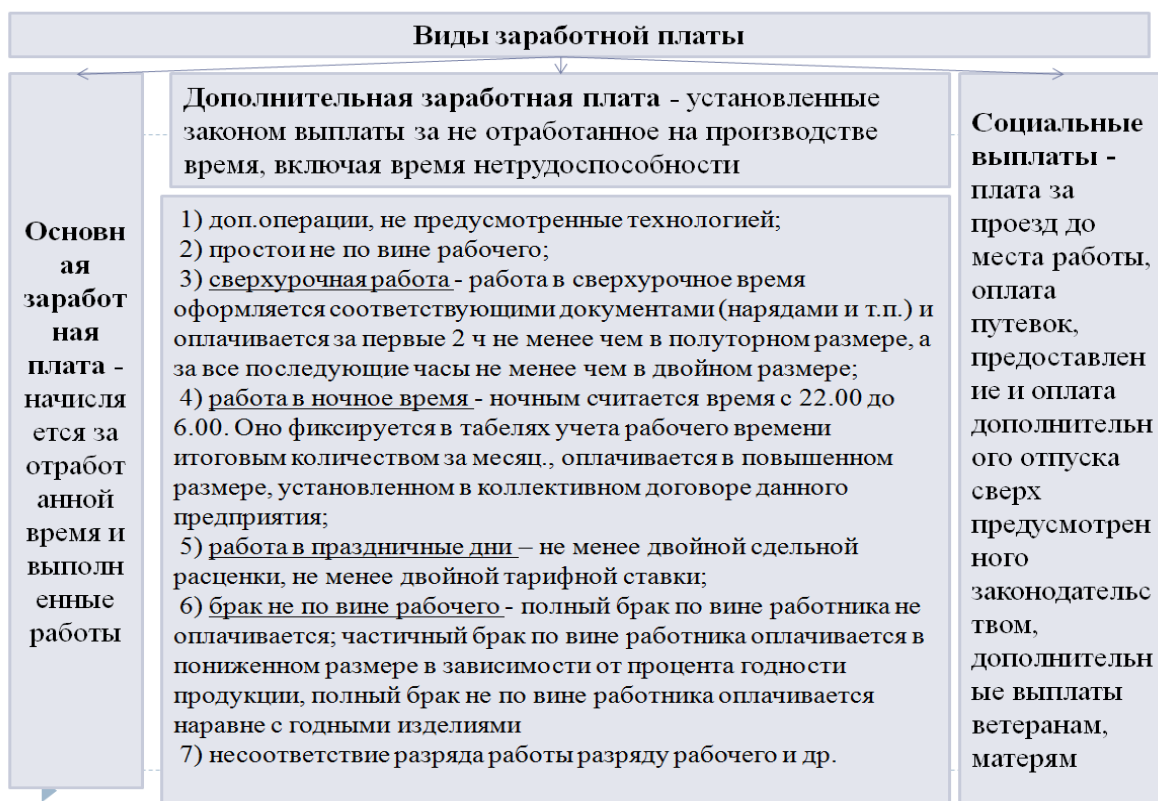 Виды заработной платы
Основн
ая
заработ
ная
плата -
начисля
ется за
отработ
анной
время и
выполн
енные
работы
Дополнительная заработная плата - установленные
законом выплаты за не отработанное на производстве
время, включая время нетрудоспособности
1) доп.операции, не предусмотренные технологией;
2) простои не по вине рабочего;
3) сверхурочная работа - работа в сверхурочное время
оформляется соответствующими документами (нарядами и т.п.) и
оплачивается за первые 2 ч не менее чем в полуторном размере, а
за все последующие часы не менее чем в двойном размере;
4) работа в ночное время - ночным считается время с 22.00 до
6.00. Оно фиксируется в табелях учета рабочего времени
итоговым количеством за месяц., оплачивается в повышенном
размере, установленном в коллективном договоре данного
предприятия;
5) работа в праздничные дни – не менее двойной сдельной
расценки, не менее двойной тарифной ставки;
6) брак не по вине рабочего - полный брак по вине работника не
оплачивается; частичный брак по вине работника оплачивается в
пониженном размере в зависимости от процента годности
продукции, полный брак не по вине работника оплачивается
наравне с годными изделиями
7) несоответствие разряда работы разряду рабочего и др.
Социальные
выплаты -
плата за
проезд до
места работы,
оплата
путевок,
предоставлен
ие и оплата
дополнительн
ого отпуска
сверх
предусмотрен
ного
законодательс
твом,
дополнительн
ые выплаты
ветеранам,
матерям